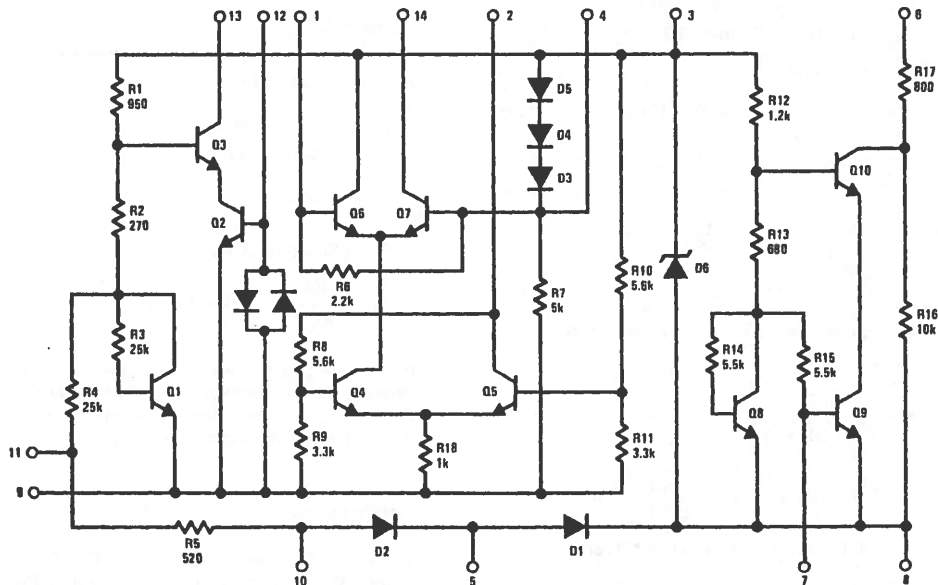 13
12
1
14
2
4
3
6
R1
950
Q3
R2
270
Q2
R3
25k
R4
25k
Q1
11
9
R5
520
10
Q6
Q7
R6
2.2k
R8
5.6k
Q4
Q5
R9
3.3k
R18
1k
D5
D4
D3
R7
5k
R10
5.6k
R11
3.3k
D6
D2
5
D1
R12
1.2k
R13
680
R14
5.5k
R15
5.5k
Q8
Q9
Q10
R17
800
R16
10k
7
8